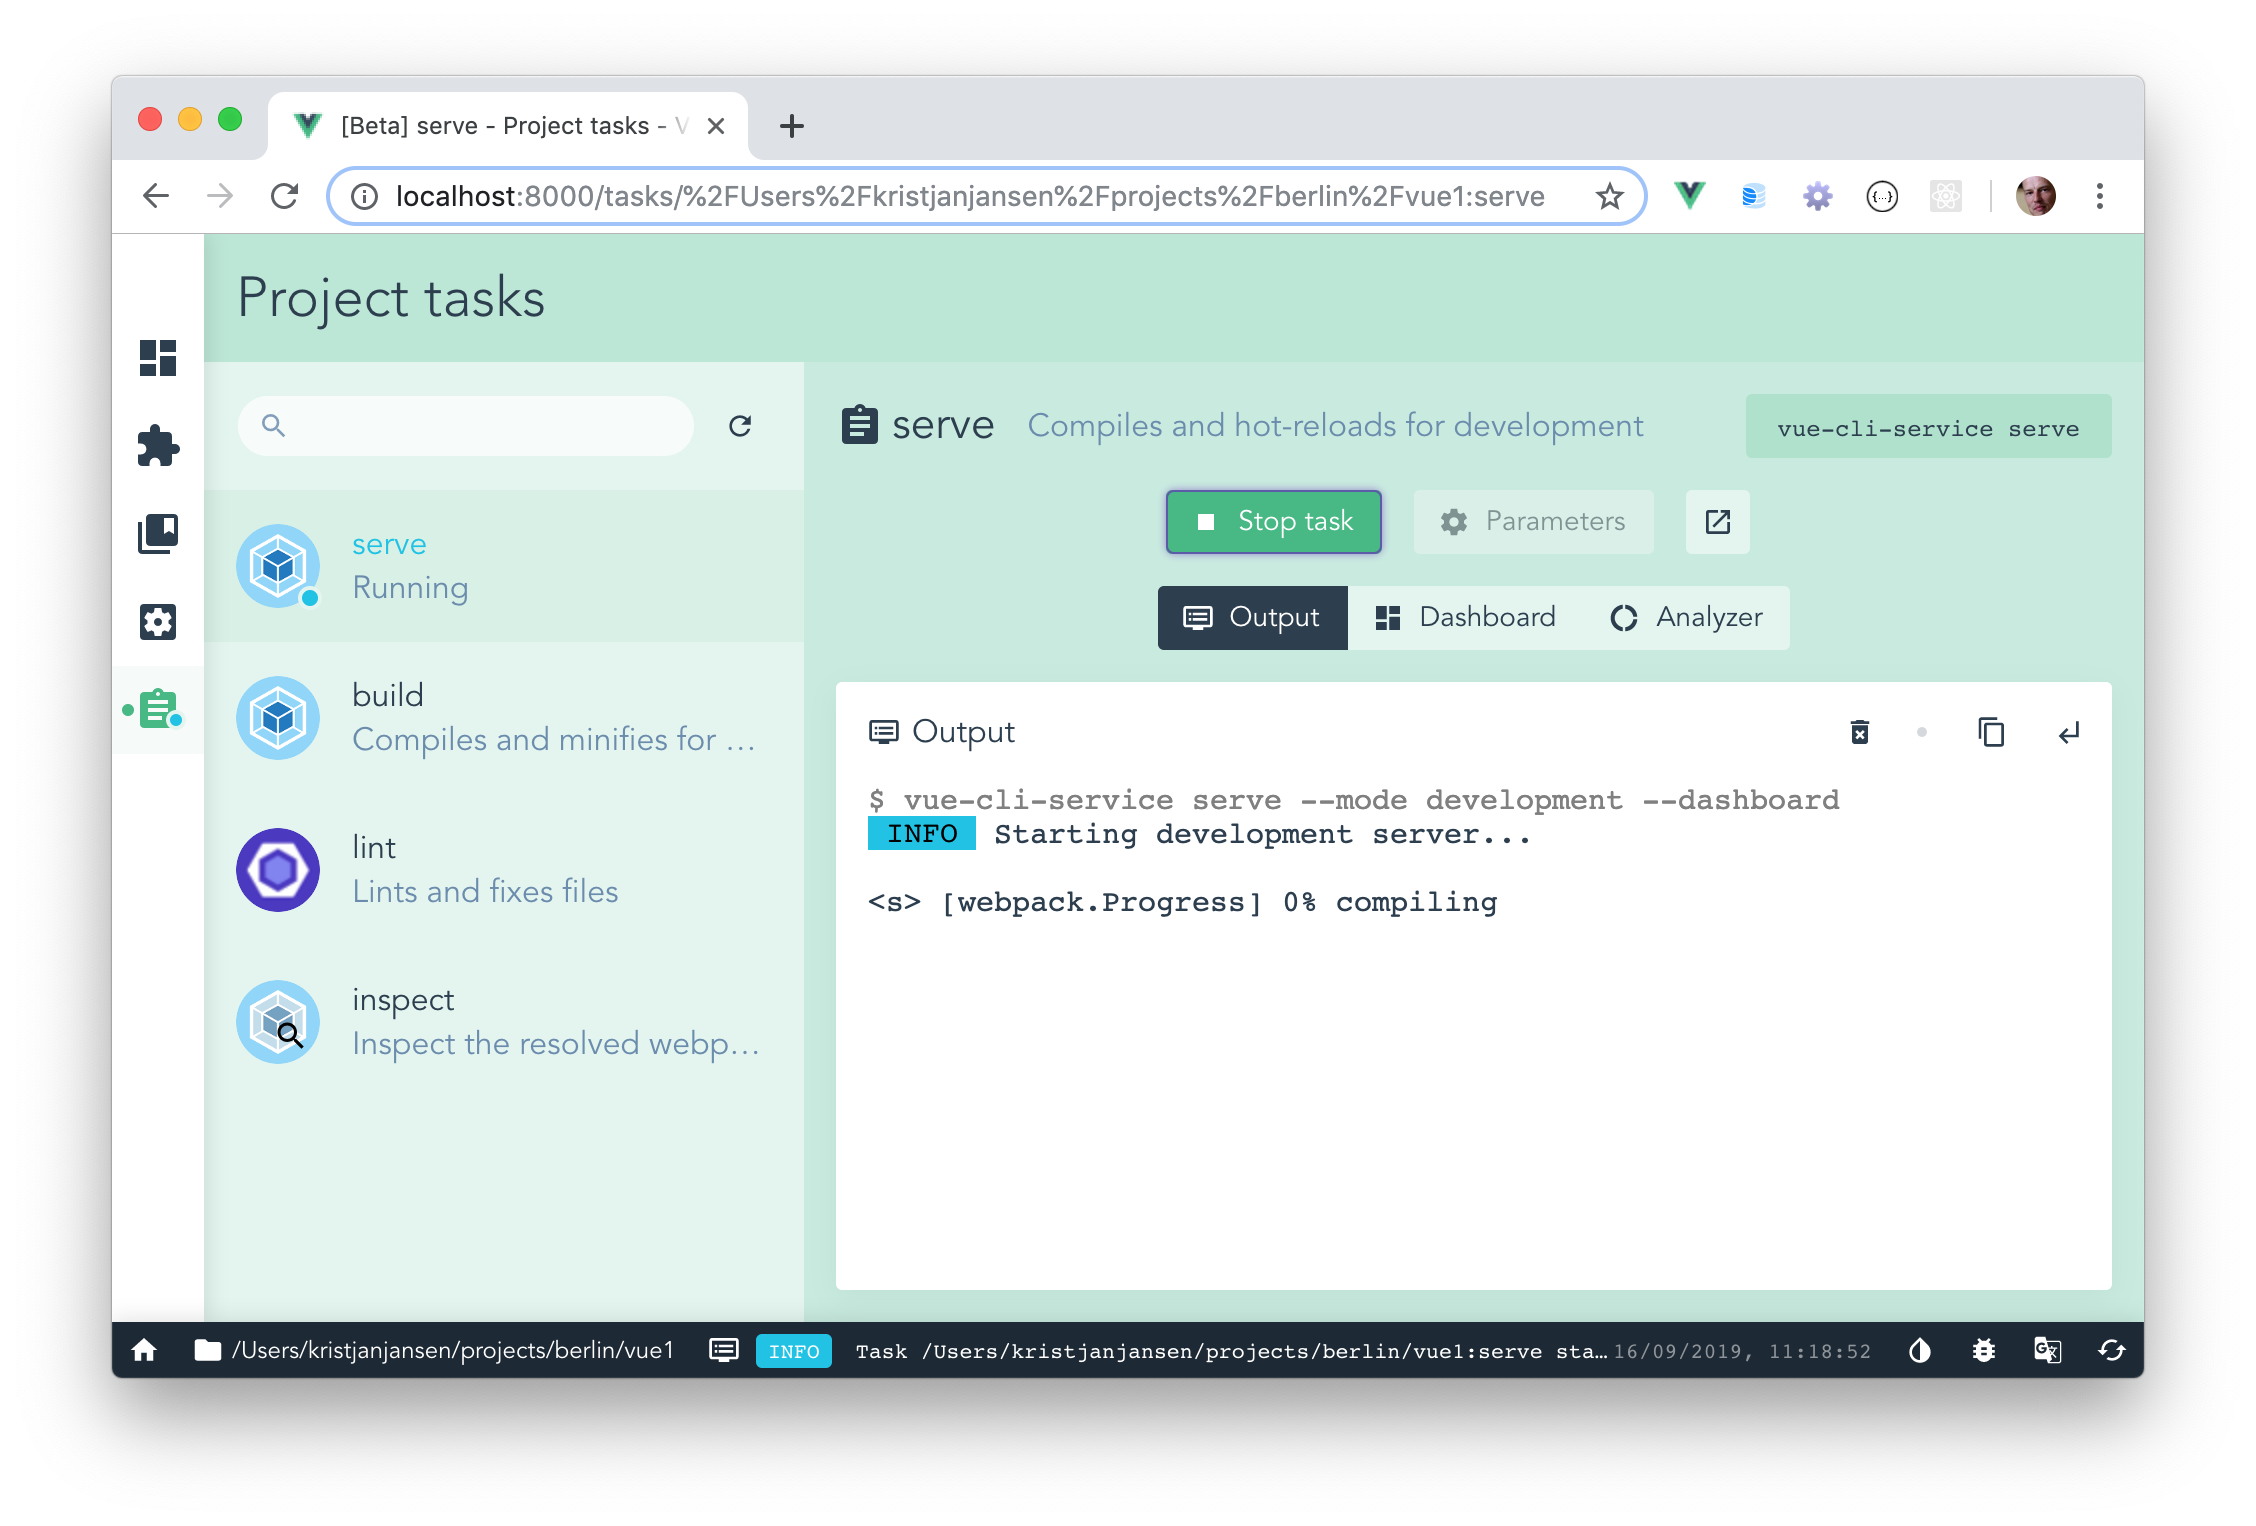 [Beta] serve - Project tasks - V
localhost:8000/tasks/%2FUsers%2Fkristjanjansen%2Fprojects%2Fberlin%2Fvue1:serve
Project tasks
serve
Running
build
Compiles and minifies for ...
lint
Lints and fixes files
inspect
Inspect the resolved webp...
serve Compiles and hot-reloads for development vue-cli-service serve
Stop task Parameters
Output Dashboard Analyzer
Output
$ vue-cli-service serve --mode development --dashboard
INFO Starting development server...
<s> [webpack.Progress] 0% compiling
/Users/kristjanjansen/projects/berlin/vue1 INFO Task /Users/kristjanjansen/projects/berlin/vue1:serve sta... 16/09/2019, 11:18:52